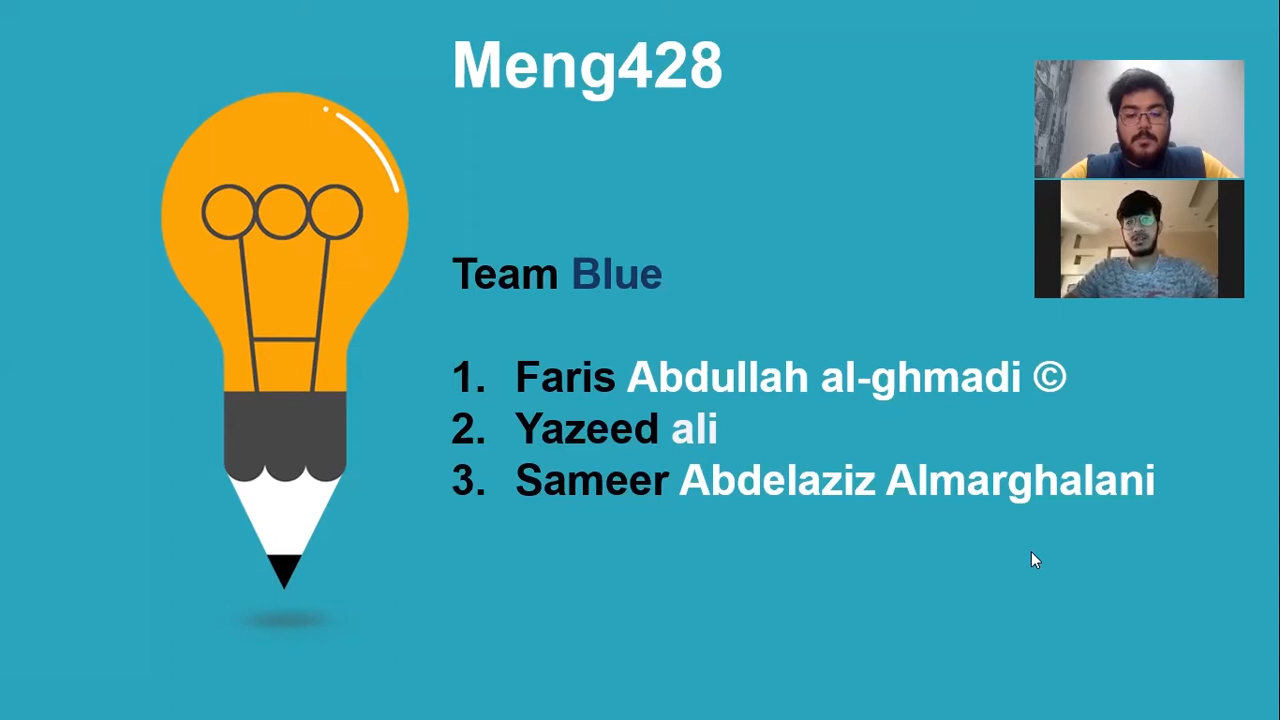 Meng428
Team Blue
1. Faris Abdullah al-ghmadi ©
2. Yazeed ali
3. Sameer Abdelaziz Almarghalani